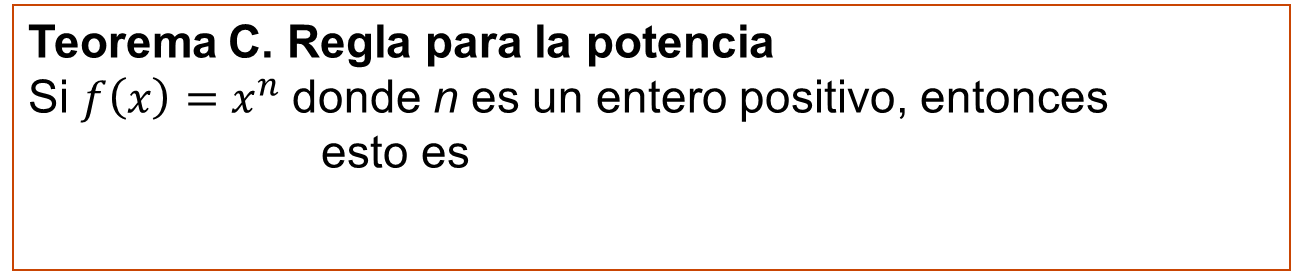 Teorema C. Regla para la potencia
Si 𝑓(𝑥) = 𝑥ⁿ donde n es un entero positivo, entonces
esto es